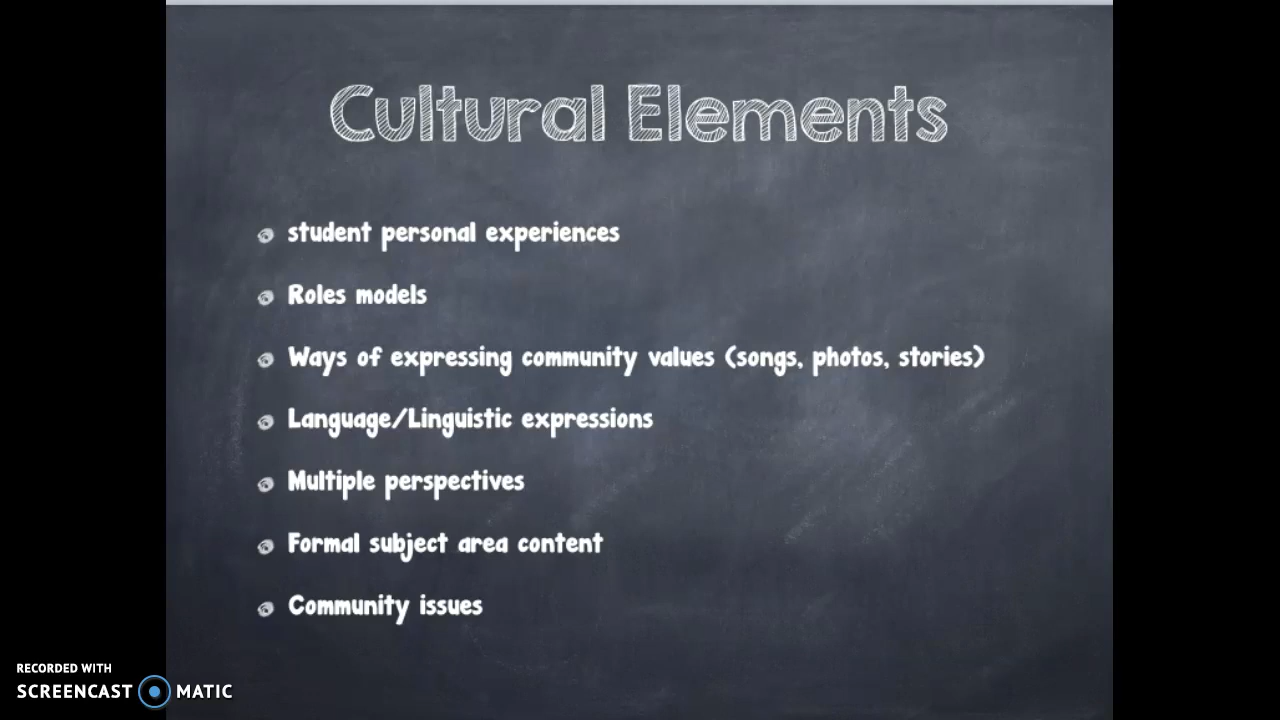 Cultural Elements
student personal experiences
Roles models
Ways of expressing community values (songs, photos, stories)
Language/Linguistic expressions
Multiple perspectives
Formal subject area content
Community issues
RECORDED WITH
SCREENCAST MATIC